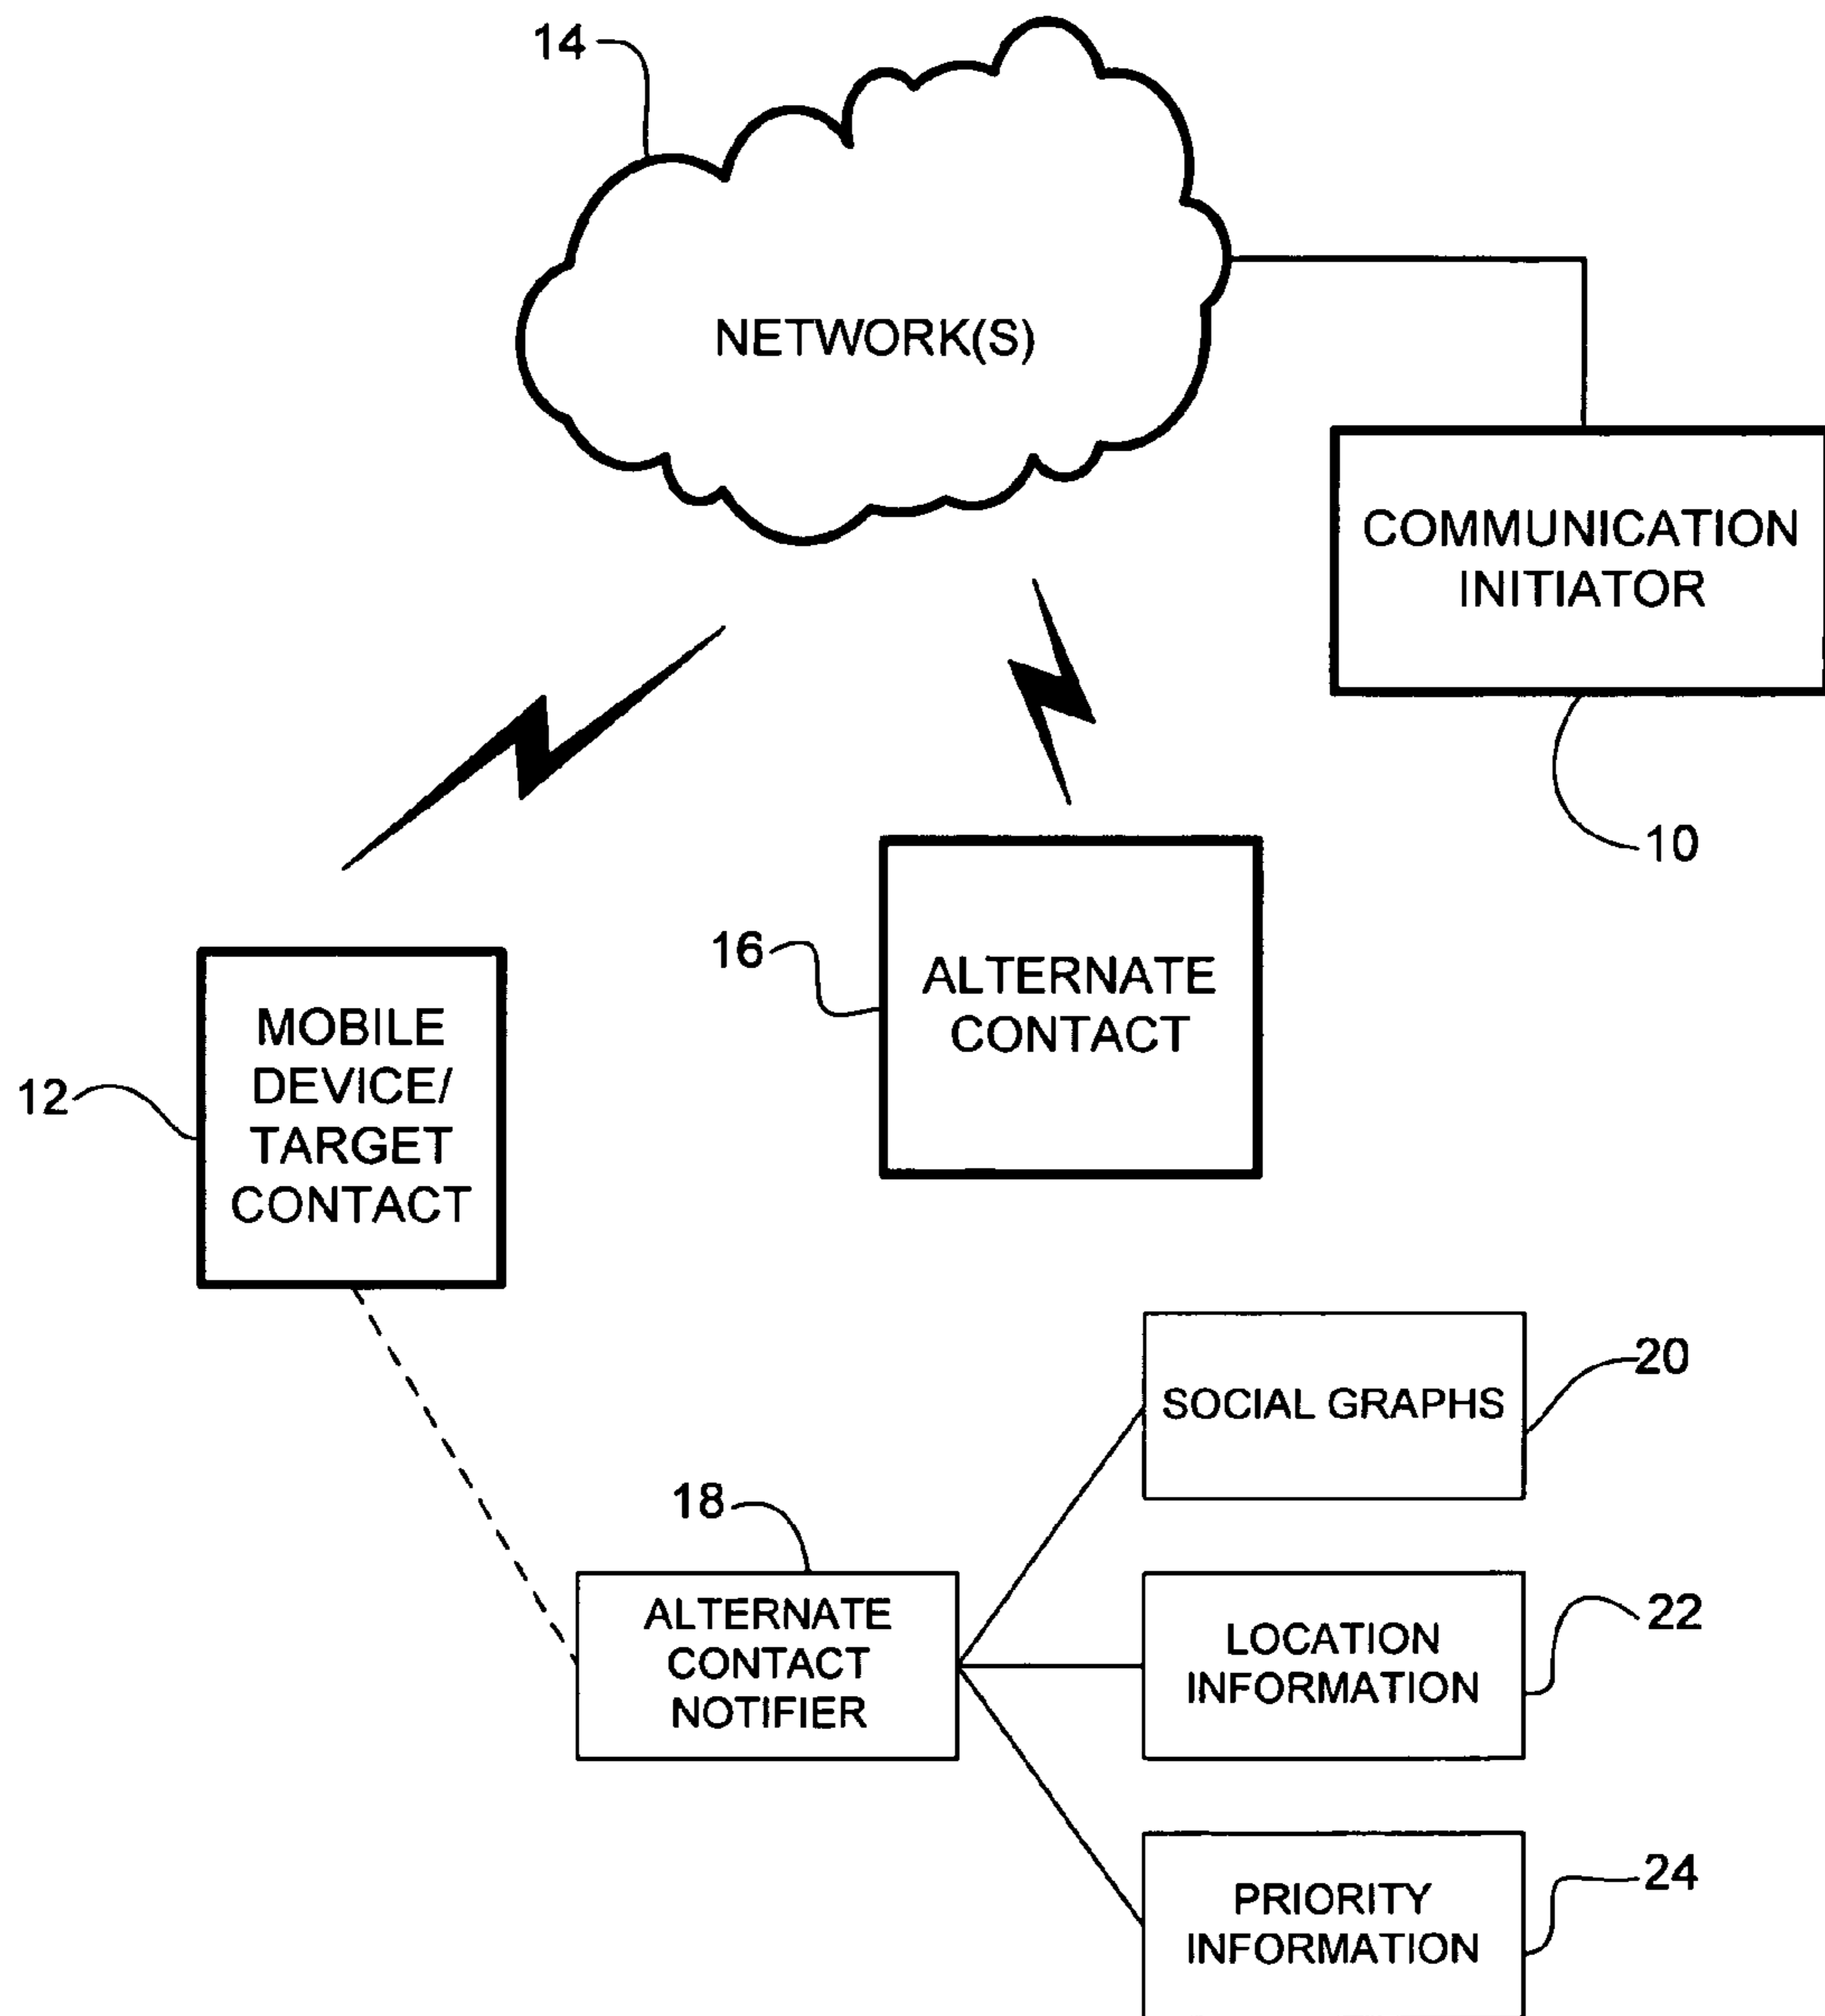 14
NETWORK(S)
COMMUNICATION
INITIATOR
10
16
ALTERNATE
CONTACT
12
MOBILE
DEVICE/
TARGET
CONTACT
20
SOCIAL GRAPHS
18
ALTERNATE
CONTACT
NOTIFIER
22
LOCATION
INFORMATION
24
PRIORITY
INFORMATION